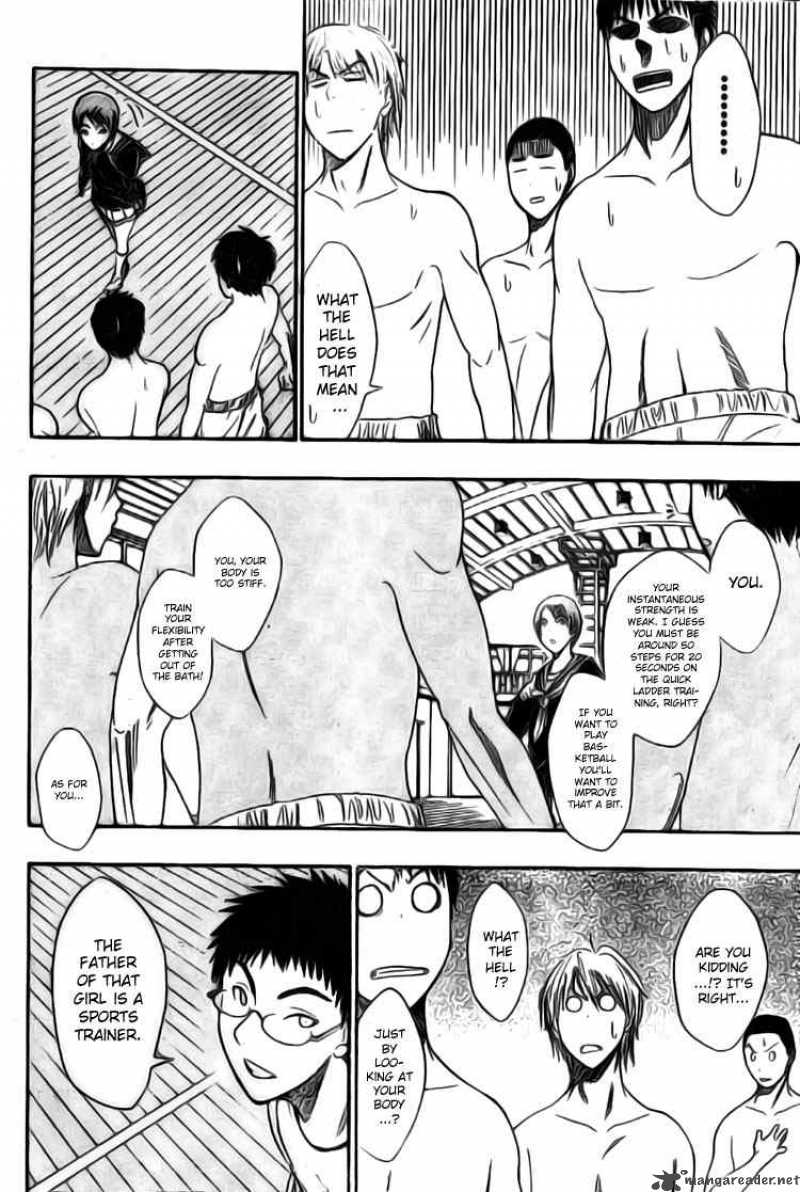 .........
WHAT
THE
HELL
DOES
THAT
MEAN
...
YOU.
YOUR
INSTANTANEOUS
STRENGTH IS
WEAK. I GUESS
YOU MUST BE
AROUND 50
STEPS FOR 20
SECONDS ON
THE QUICK
LADDER TRAI-
NING, RIGHT?
IF YOU
WANT TO
PLAY
BAS-
KETBALL
YOU'LL
WANT TO
IMPROVE
THAT A BIT.
YOU, YOUR
BODY IS
TOO STIFF.
TRAIN
YOUR
FLEXIBILITY
AFTER
GETTING
OUT OF
THE BATH!
AS FOR
YOU...
ARE YOU
KIDDING
...!? IT'S
RIGHT...
WHAT
THE
HELL
!?
JUST
BY
LOO-
KING AT
YOUR
BODY
...?
THE
FATHER
OF THAT
GIRL IS A
SPORTS
TRAINER.
mangareader.net